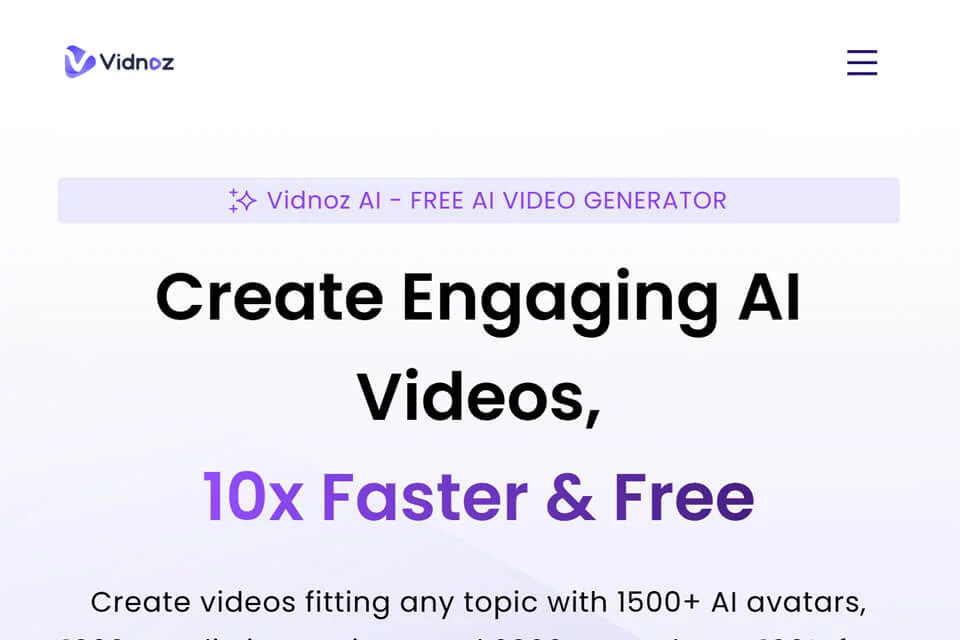 Vidnoz
Vidnoz AI - FREE AI VIDEO GENERATOR
Create Engaging AI
Videos,
10x Faster & Free
Create videos fitting any topic with 1500+ AI avatars,